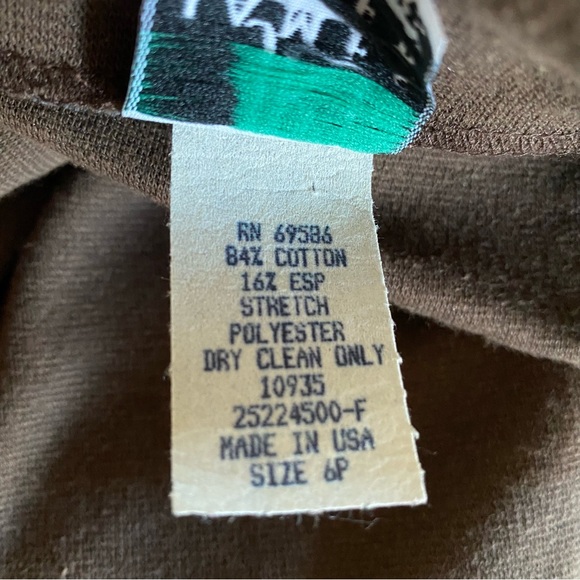 RN 69586
84% COTTON
16% ESP
STRETCH
POLYESTER
DRY CLEAN ONLY
10935
25224500-F
MADE IN USA
SIZE 6P